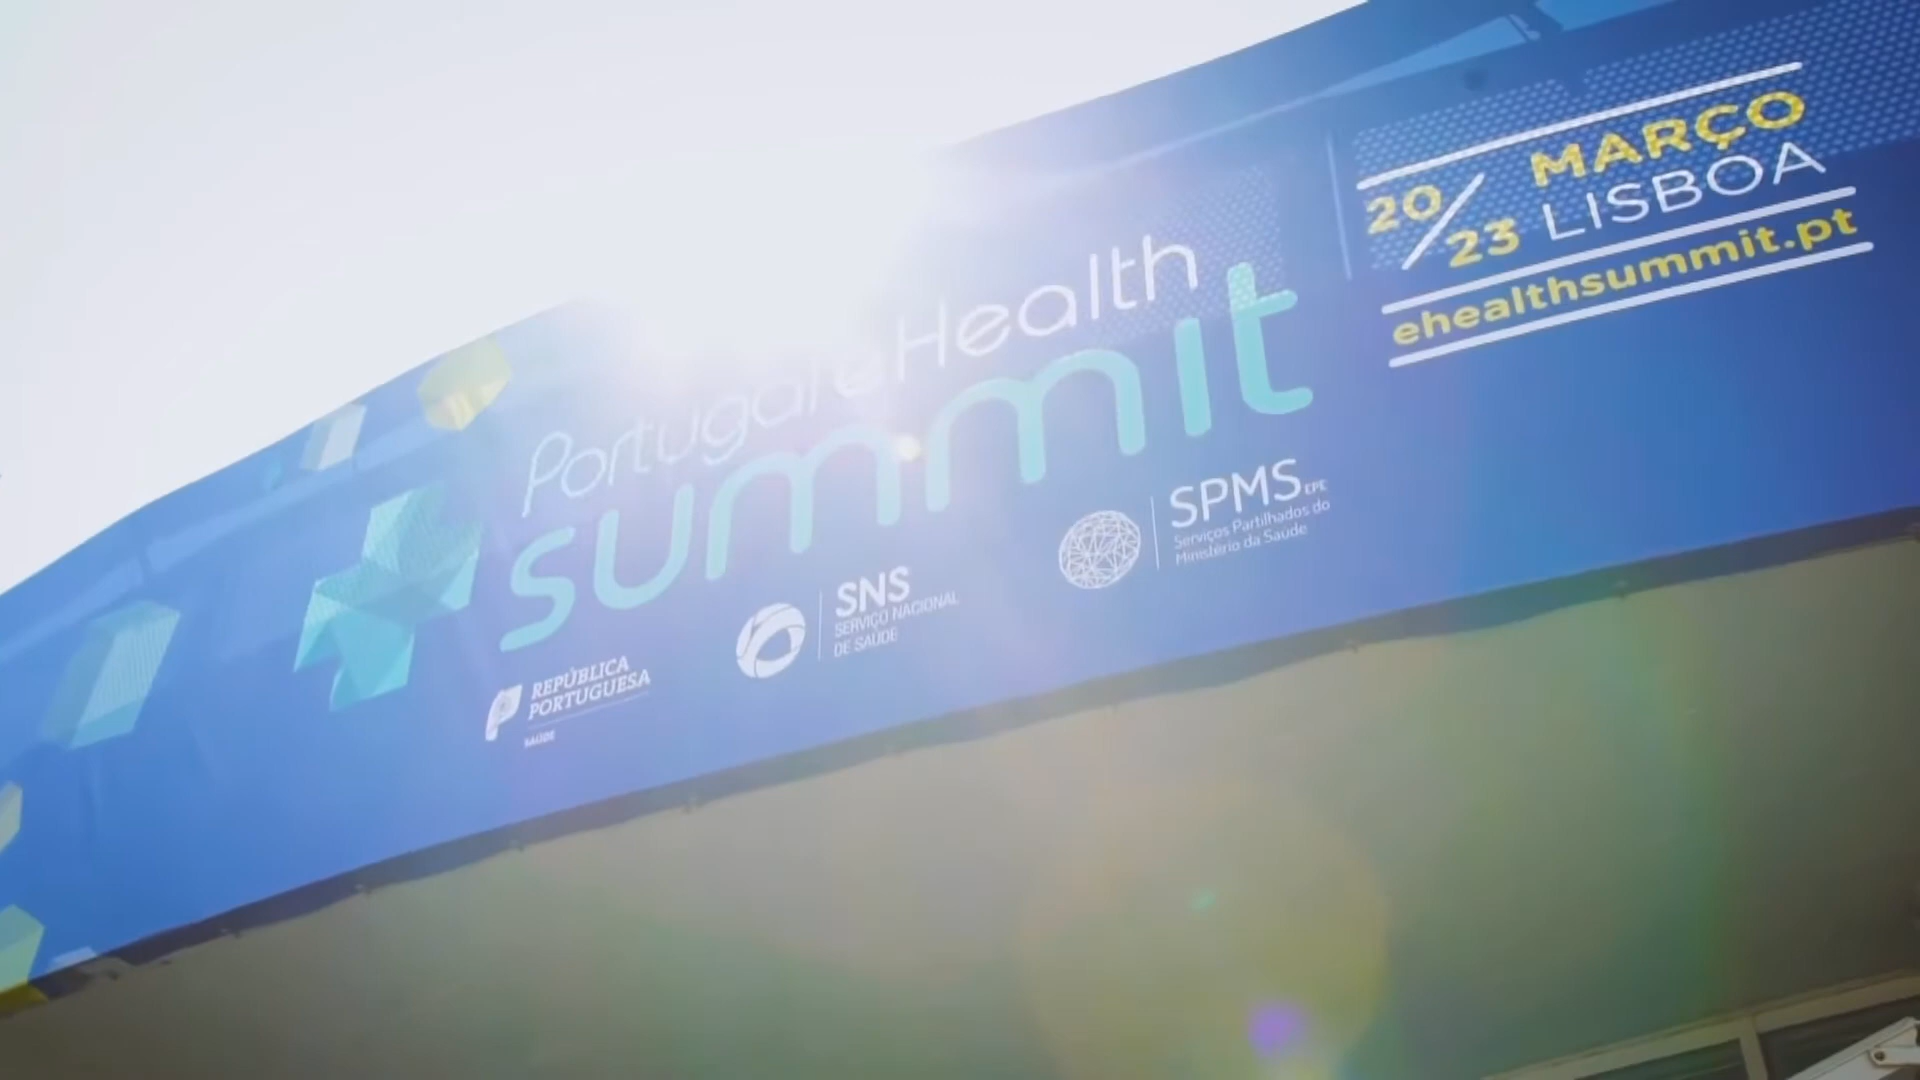 Portugal eHealth
summit
20/23 MARÇO
LISBOA
ehealthsummit.pt
REPÚBLICA
PORTUGUESA
SAÚDE
SNS
SERVIÇO NACIONAL
DE SAÚDE
SPMS EPE
Serviços Partilhados do
Ministério da Saúde